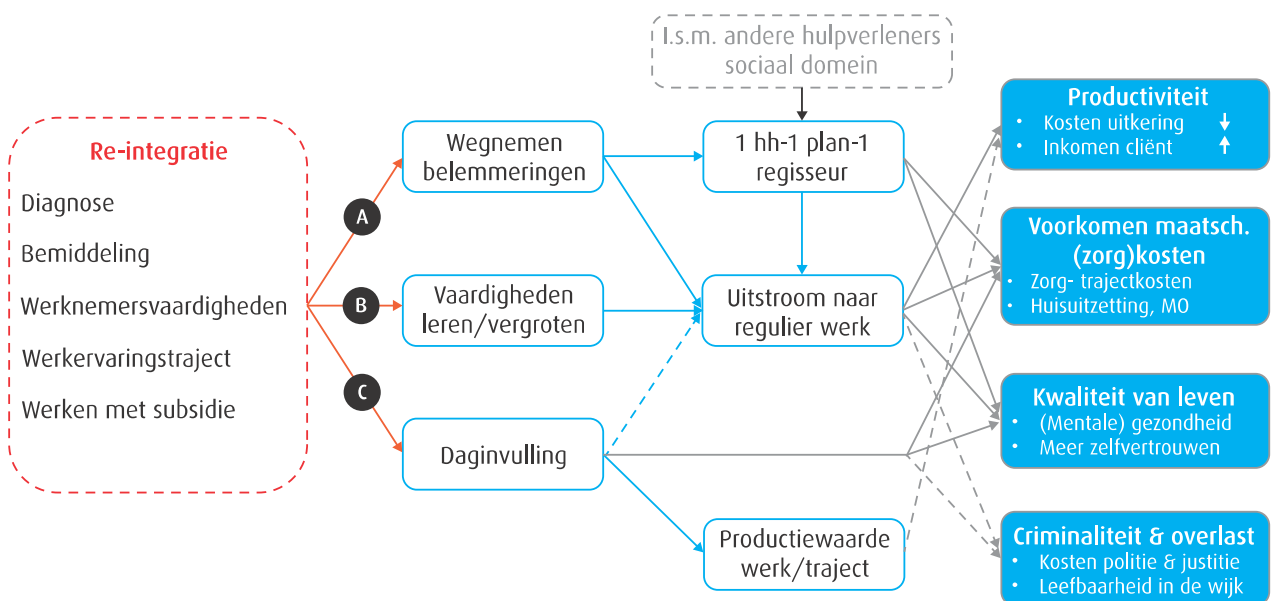 I.s.m. andere hulpverleners
sociaal domein
Re-integratie
Diagnose
Bemiddeling
Werknemersvaardigheden
Werkervaringstraject
Werken met subsidie
A
B
C
Wegnemen
belemmeringen
Vaardigheden
leren/vergroten
Daginvulling
1 hh-1 plan-1
regisseur
Uitstroom naar
regulier werk
Productiewaarde
werk/traject
Productiviteit
• Kosten uitkering
• Inkomen cliënt
Voorkomen maatsch.
(zorg)kosten
• Zorg- trajectkosten
• Huisuitzetting, MO
Kwaliteit van leven
• (Mentale) gezondheid
• Meer zelfvertrouwen
Criminaliteit & overlast
• Kosten politie & justitie
• Leefbaarheid in de wijk